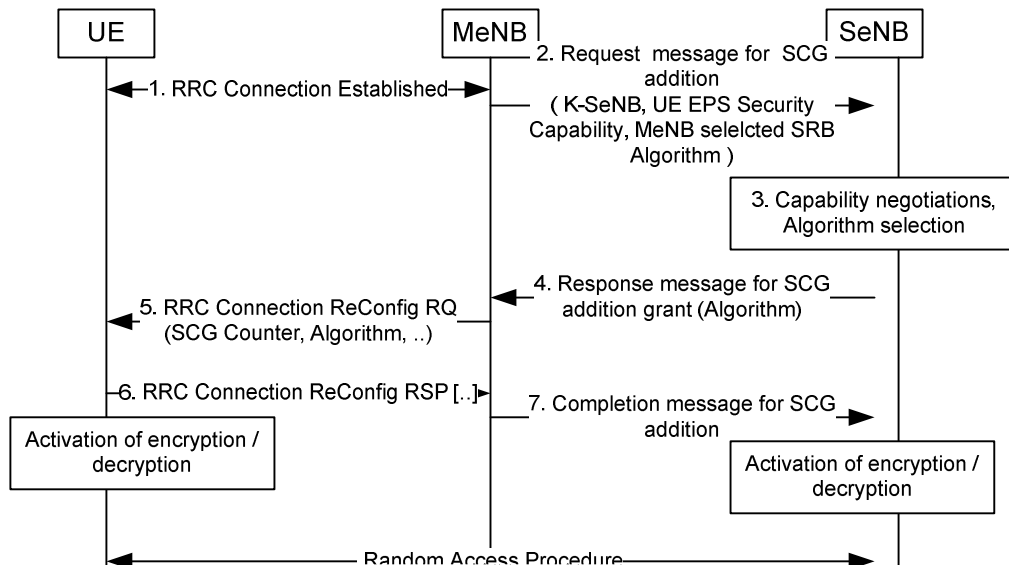 UE
MeNB
SeNB
2. Request message for SCG
addition
( K-SeNB, UE EPS Security
Capability, MeNB selelcted SRB
Algorithm )
1. RRC Connection Established
3. Capability negotiations,
Algorithm selection
4. Response message for SCG
addition grant (Algorithm)
5. RRC Connection ReConfig RQ
(SCG Counter, Algorithm, ..)
6. RRC Connection ReConfig RSP [..]
7. Completion message for SCG
addition
Activation of encryption /
decryption
Activation of encryption /
decryption
Random Access Procedure